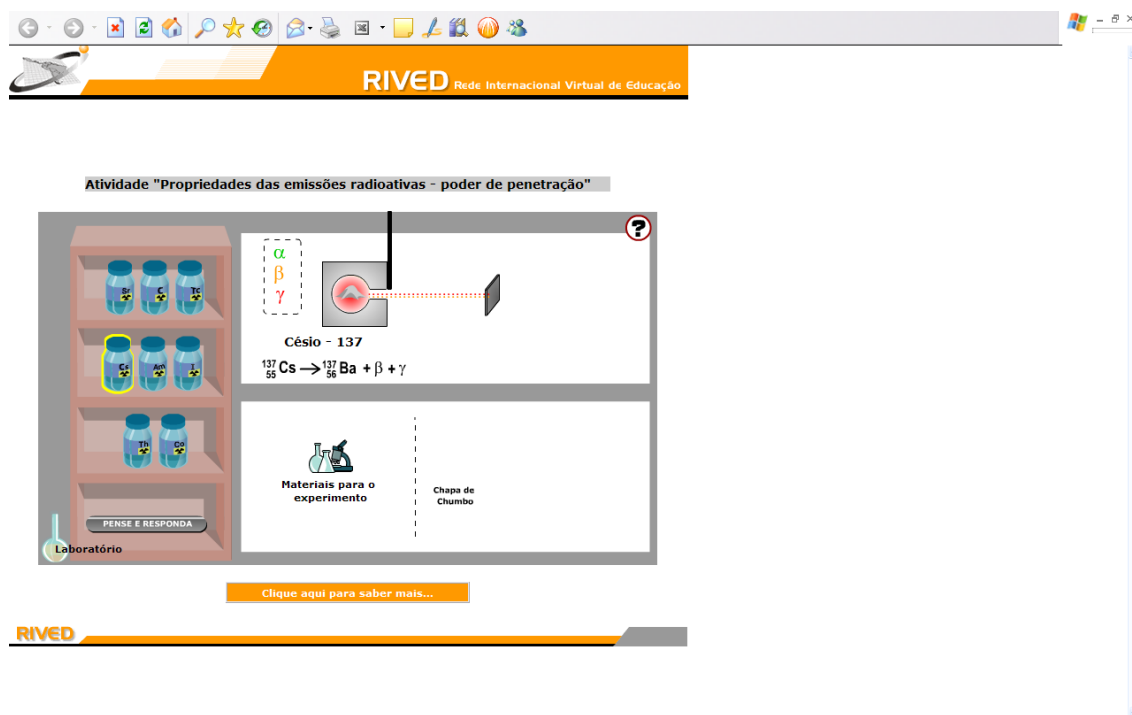 RIVED Rede Internacional Virtual de Educação
Atividade "Propriedades das emissões radioativas - poder de penetração"
?
Sr C Tc
α
β
γ
Cs Am I
Césio - 137
¹³⁷₅₅Cs → ¹³⁷₅₆Ba + β + γ
Th Co
Materiais para o
experimento
Chapa de
Chumbo
PENSE E RESPONDA
Laboratório
Clique aqui para saber mais...
RIVED